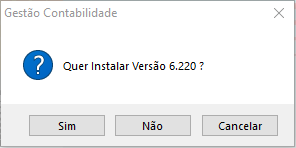 Gestão Contabilidade
Quer Instalar Versão 6.220 ?
Sim
Não
Cancelar